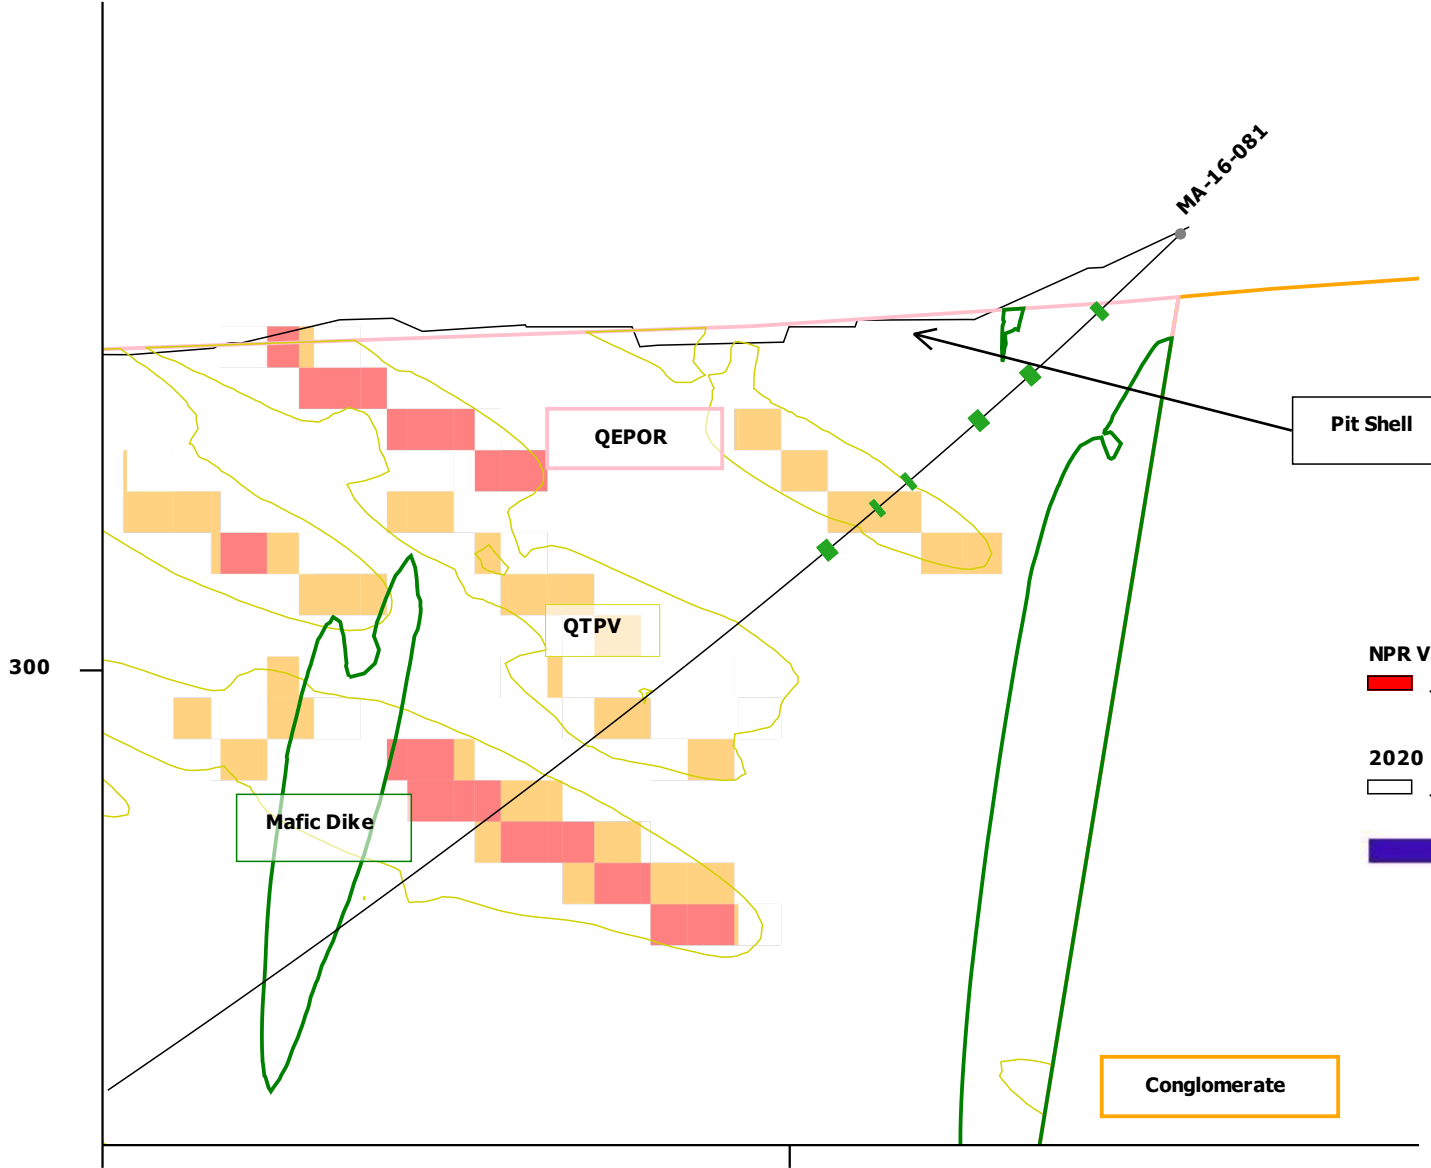 MA-16-081
Pit Shell
QEPOR
QTPV
300
NPR V
2020
Mafic Dike
Conglomerate